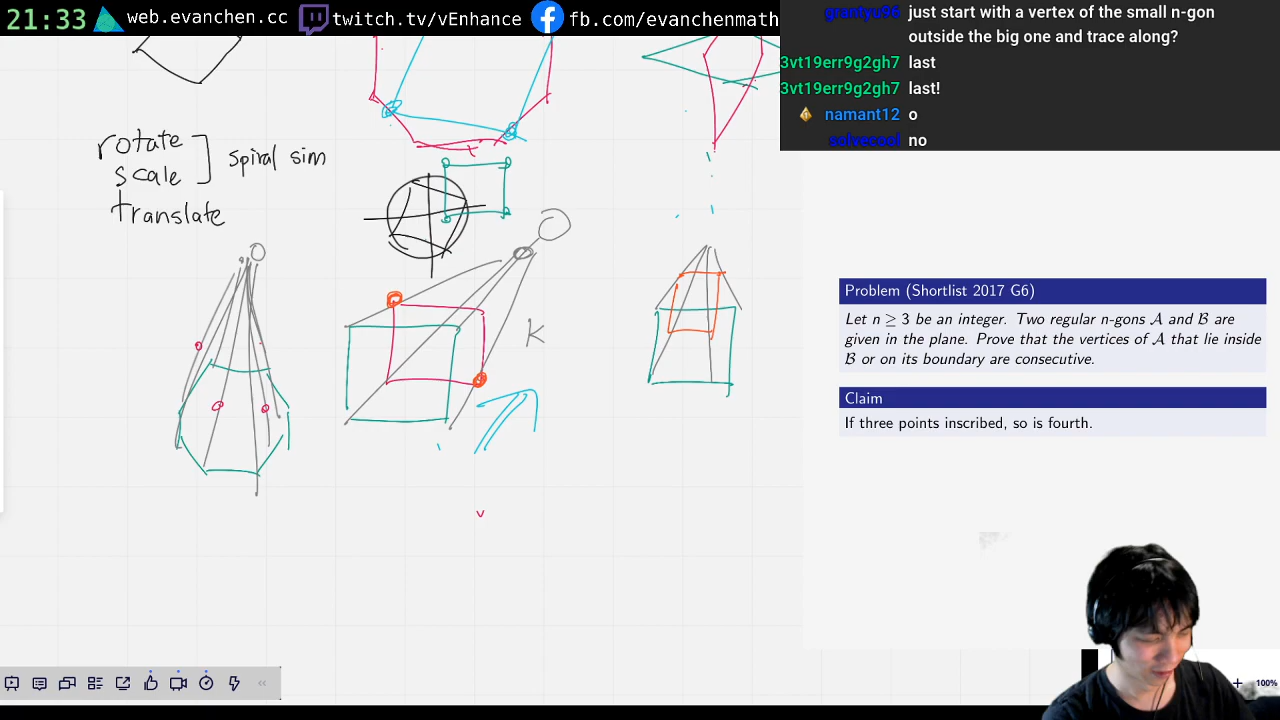 21:33 web.evanchen.cc twitch.tv/vEnhance fb.com/evanchenmath
grantyu96 just start with a vertex of the small n-gon
outside the big one and trace along?
3vt19err9g2gh7 last
3vt19err9g2gh7 last!
namant12 o
solvecool no
rotate
scale
spiral sim
translate
K
Problem (Shortlist 2017 G6)
Let n ≥ 3 be an integer. Two regular n-gons 𝒜 and ℬ are
given in the plane. Prove that the vertices of 𝒜 that lie inside
ℬ or on its boundary are consecutive.
Claim
If three points inscribed, so is fourth.
100%